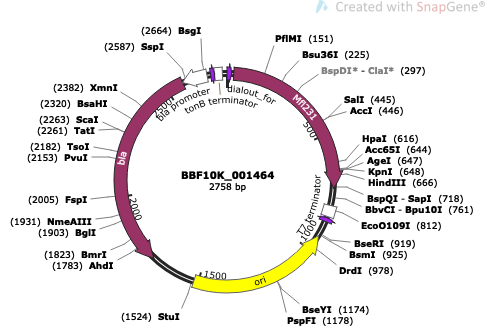 Created with SnapGene®
(2664) BsgI
(2587) SspI
PflMI (151)
Bsu36I (225)
BspDI* - ClaI* (297)
(2382) XmnI
(2320) BsaHI
(2263) ScaI
(2261) TatI
(2182) TsoI
(2153) PvuI
(2005) FspI
(1931) NmeAIII
(1903) BglI
(1823) BmrI
(1783) AhdI
(1524) StuI
SalI (445)
AccI (446)
HpaI (616)
Acc65I (644)
AgeI (647)
KpnI (648)
HindIII (666)
BspQI - SapI (718)
BbvCI - Bpu10I (761)
EcoO109I (812)
BseRI (919)
BsmI (925)
DrdI (978)
BseYI (1174)
PspFI (1178)
BBF10K_001464
2758 bp
bla promoter
tonB terminator
dialout_for
Mfl231
T7 terminator
ori
bla
500
1000
1500
2000
2500